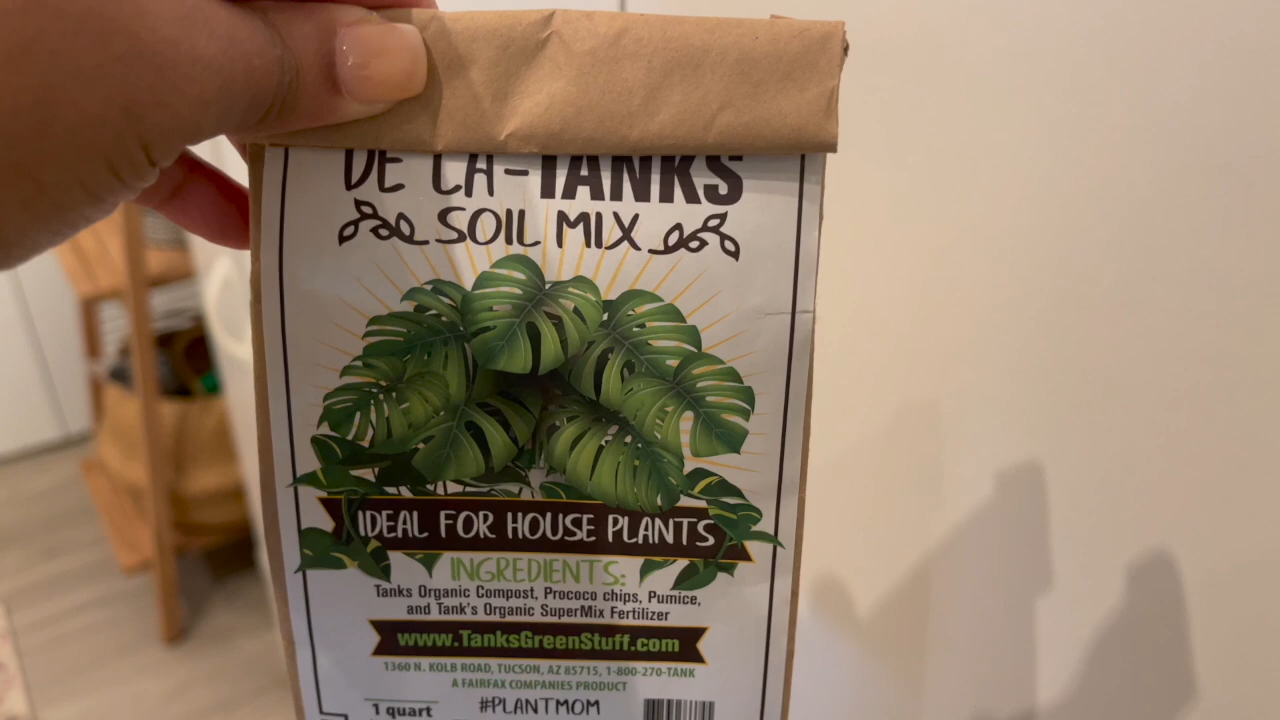 DE LA-TANKS
SOIL MIX
IDEAL FOR HOUSE PLANTS
INGREDIENTS:
Tanks Organic Compost, Prococo chips, Pumice,
and Tank's Organic SuperMix Fertilizer
www.TanksGreenStuff.com
1360 N. KOLB ROAD, TUCSON, AZ 85715, 1-800-270-TANK
A FAIRFAX COMPANIES PRODUCT
#PLANTMOM
1 quart